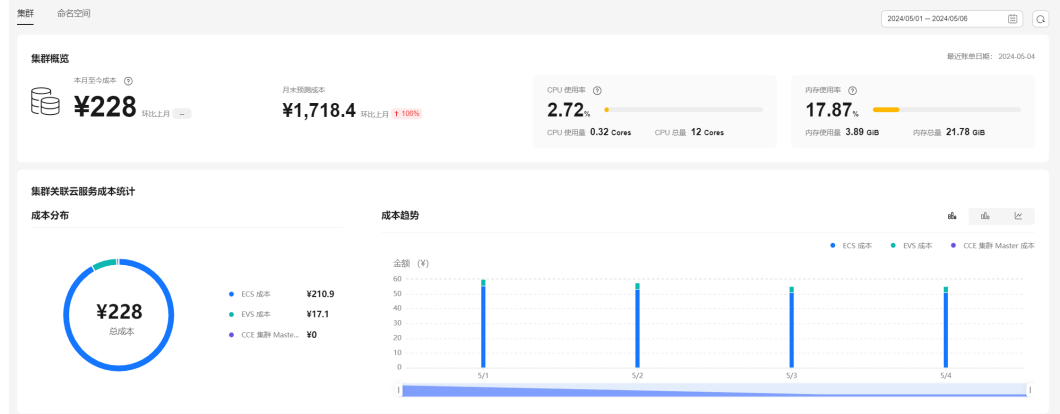 集群 命名空间
2024/05/01 — 2024/05/06
集群概览
最近账单日期： 2024-05-04
本月至今成本
¥228 环比上月 --
月末预测成本
¥1,718.4 环比上月 ↑ 106%
CPU 使用率
2.72%
CPU 使用量 0.32 Cores CPU 总量 12 Cores
内存使用率
17.87%
内存使用量 3.89 GiB 内存总量 21.78 GiB
集群关联云服务成本统计
成本分布
¥228
总成本
ECS 成本 ¥210.9
EVS 成本 ¥17.1
CCE 集群 Maste... ¥0
成本趋势
ECS 成本 EVS 成本 CCE 集群 Master 成本
金额 (¥)
60
50
40
30
20
10
0
5/1 5/2 5/3 5/4